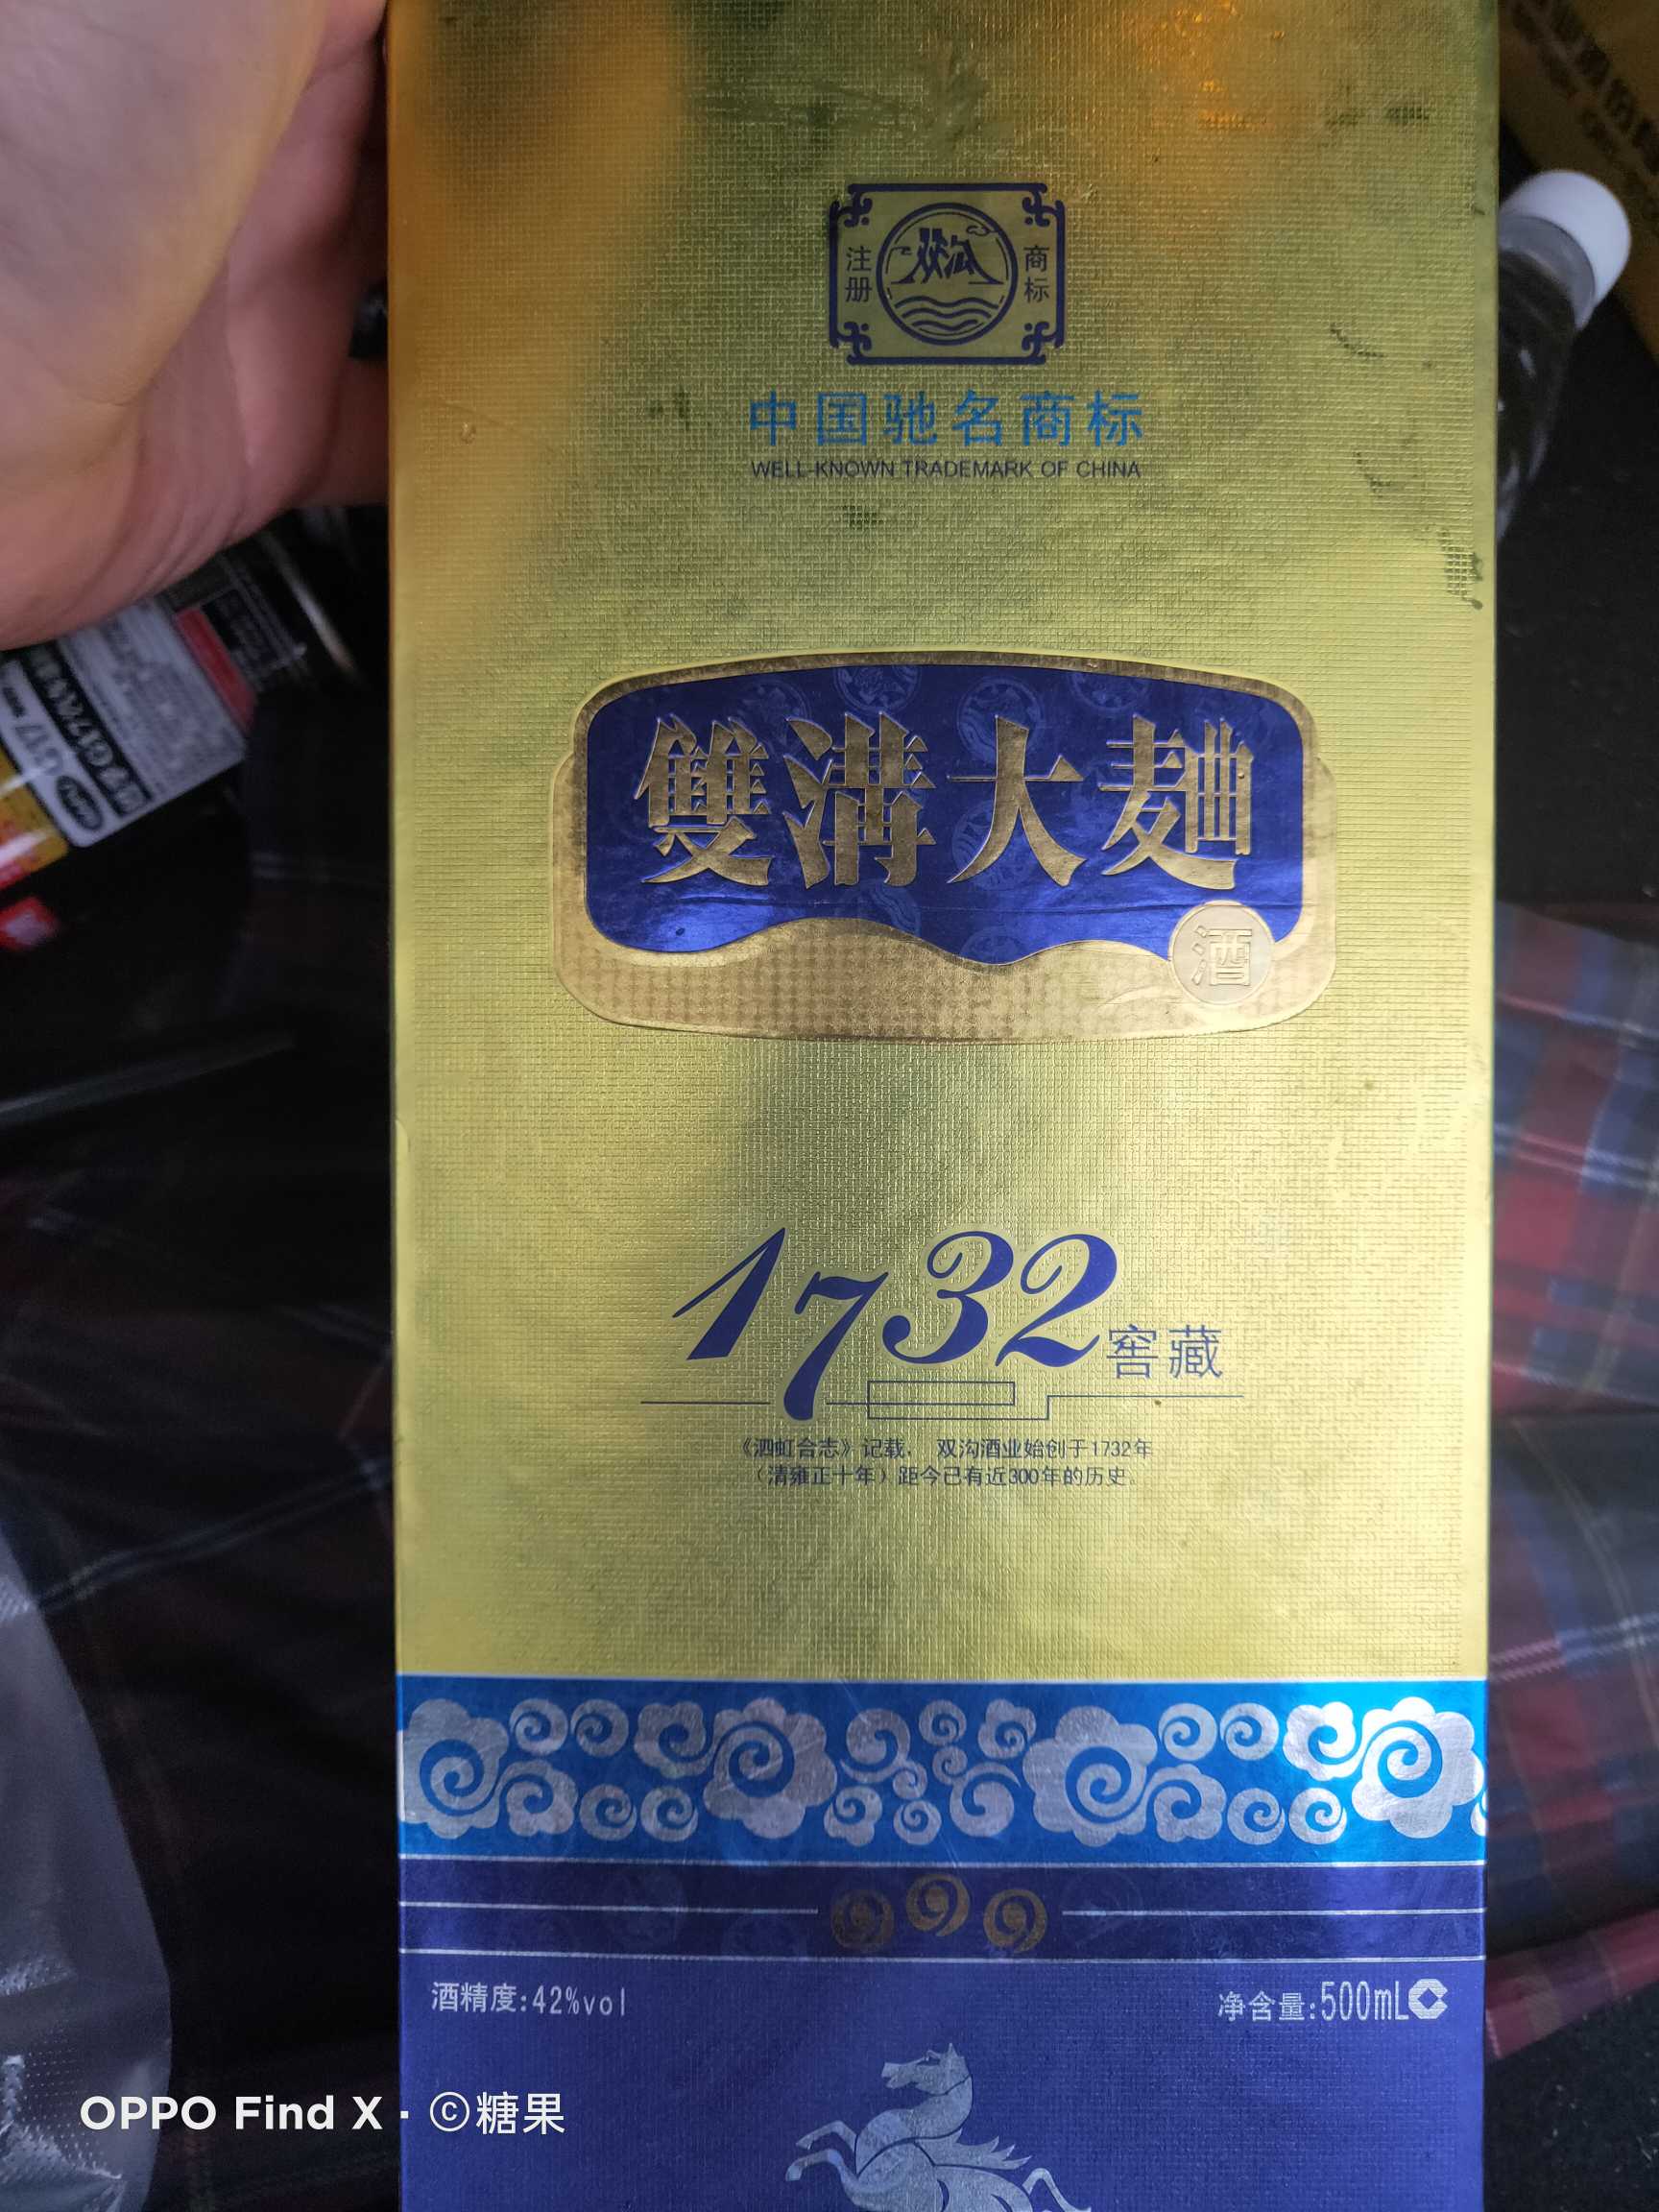 注册
双沟
商标
中国驰名商标
WELL-KNOWN TRADEMARK OF CHINA
雙溝大麯
酒
1732窖藏
《泗虹合志》记载， 双沟酒业始创于1732年
（清雍正十年）距今已有近300年的历史
999
酒精度:42%vol
净含量:500mL
G17
OPPO Find X · ©糖果